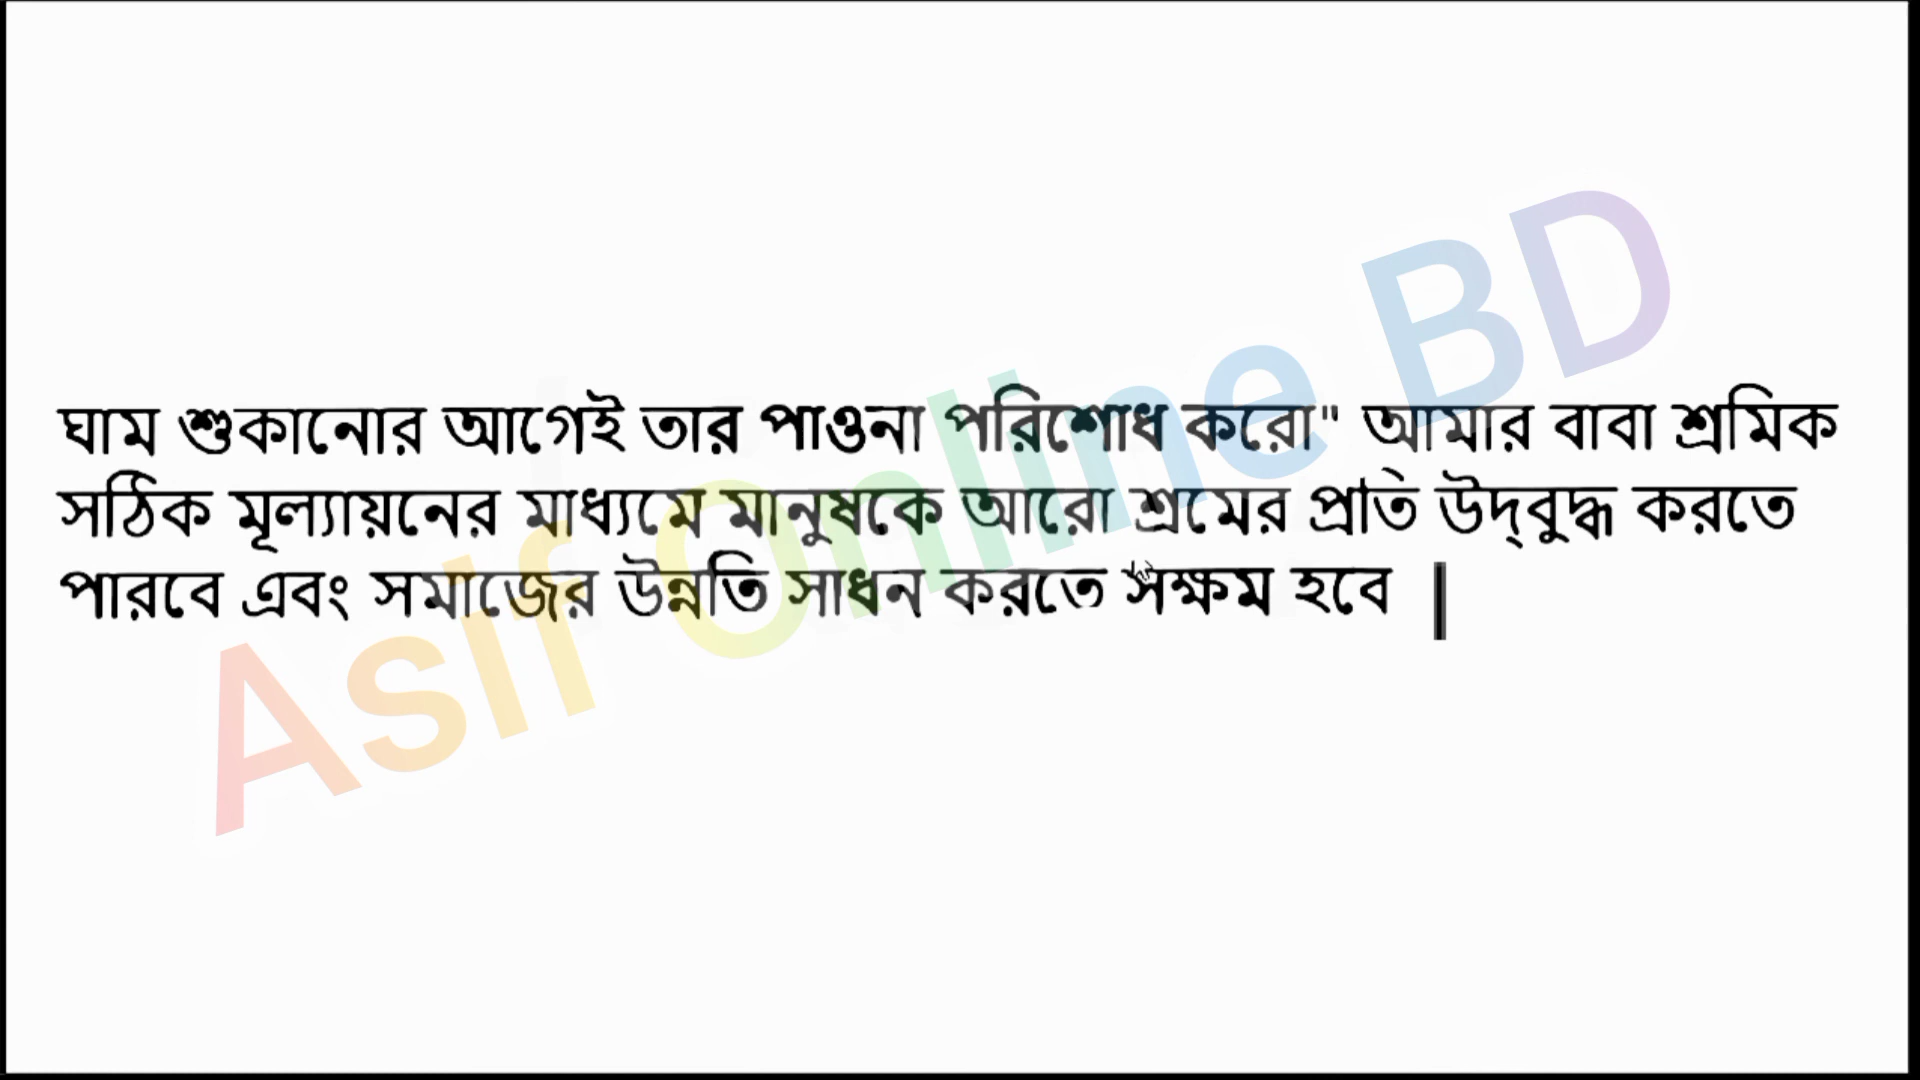 ঘাম শুকানোর আগেই তার পাওনা পরিশোধ করো" আমার বাবা শ্রমিক
সঠিক মূল্যায়নের মাধ্যমে মানুষকে আরো শ্রমের প্রতি উদ্‌বুদ্ধ করতে
পারবে এবং সমাজের উন্নতি সাধন করতে সক্ষম হবে |
Asif Online BD